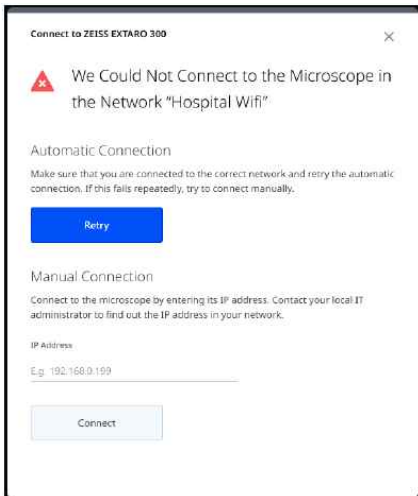 Connect to ZEISS EXTARO 300
We Could Not Connect to the Microscope in
the Network "Hospital Wifi"
Automatic Connection
Make sure that you are connected to the correct network and retry the automatic
connection. If this fails repeatedly, try to connect manually.
Retry
Manual Connection
Connect to the microscope by entering its IP address. Contact your local IT
administrator to find out the IP address in your network.
IP Address
E.g. 192.168.0.199
Connect